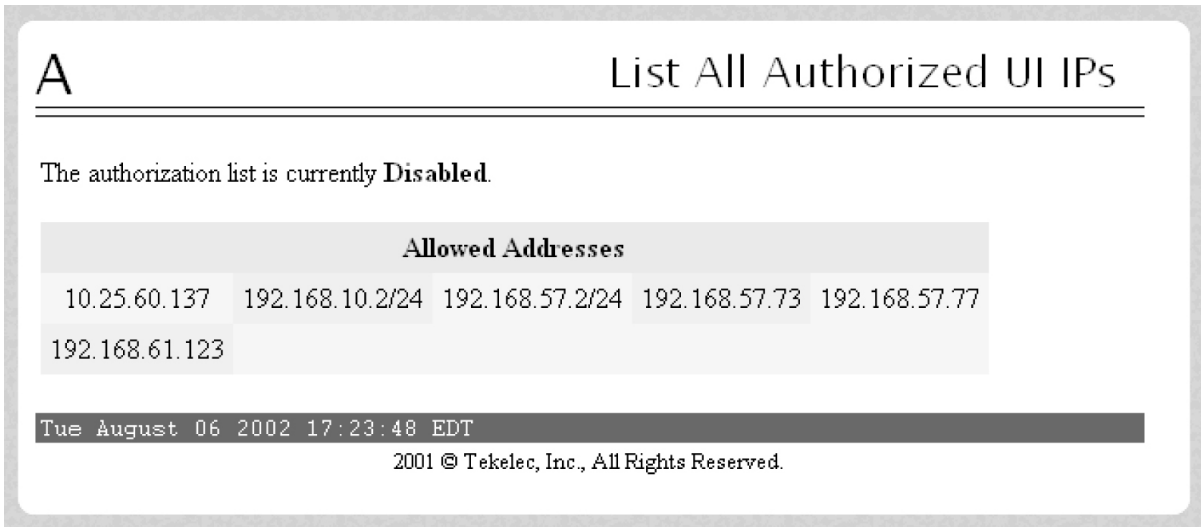 A
List All Authorized UI IPs
The authorization list is currently Disabled.
Allowed Addresses
10.25.60.137 192.168.10.2/24 192.168.57.2/24 192.168.57.73 192.168.57.77
192.168.61.123
Tue August 06 2002 17:23:48 EDT
2001 © Tekelec, Inc., All Rights Reserved.